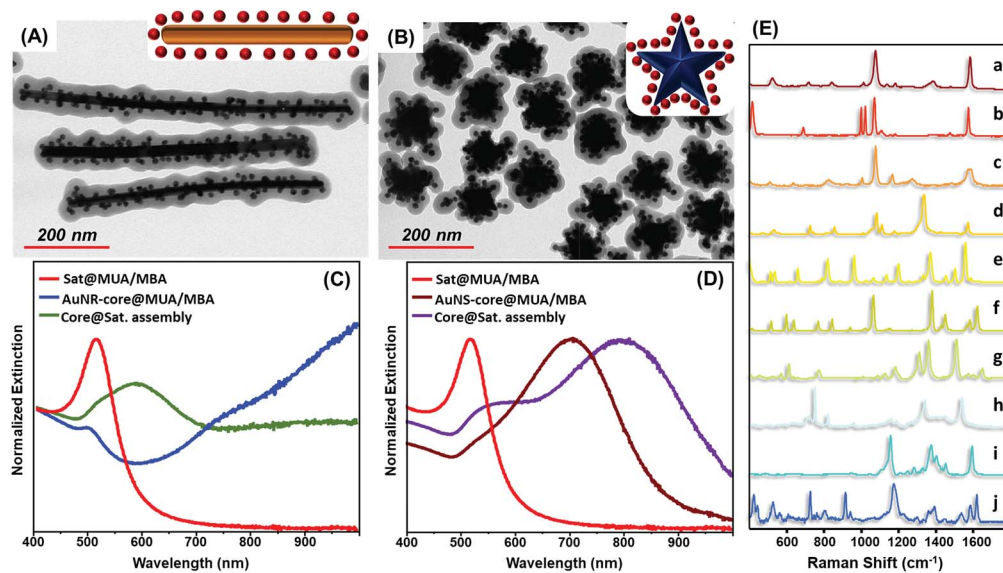 (A)
200 nm
(B)
200 nm
(C)
Sat@MUA/MBA
AuNR-core@MUA/MBA
Core@Sat. assembly
Normalized Extinction
400 500 600 700 800 900
Wavelength (nm)
(D)
Sat@MUA/MBA
AuNS-core@MUA/MBA
Core@Sat. assembly
Normalized Extinction
400 500 600 700 800 900
Wavelength (nm)
(E)
a
b
c
d
e
f
g
h
i
j
600 800 1000 1200 1400 1600
Raman Shift (cm⁻¹)